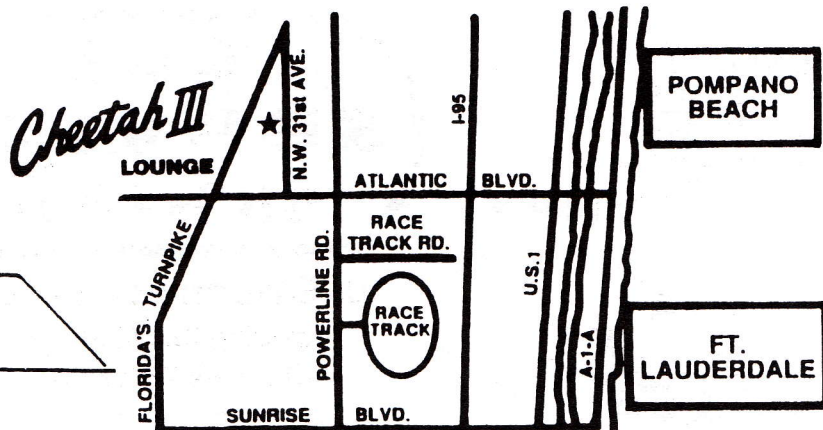 Cheetah III
LOUNGE
N.W. 31st AVE.
I-95
POMPANO
BEACH
ATLANTIC BLVD.
RACE
TRACK RD.
FLORIDA'S TURNPIKE
POWERLINE RD.
RACE
TRACK
U.S.1
A-1-A
FT.
LAUDERDALE
SUNRISE BLVD.